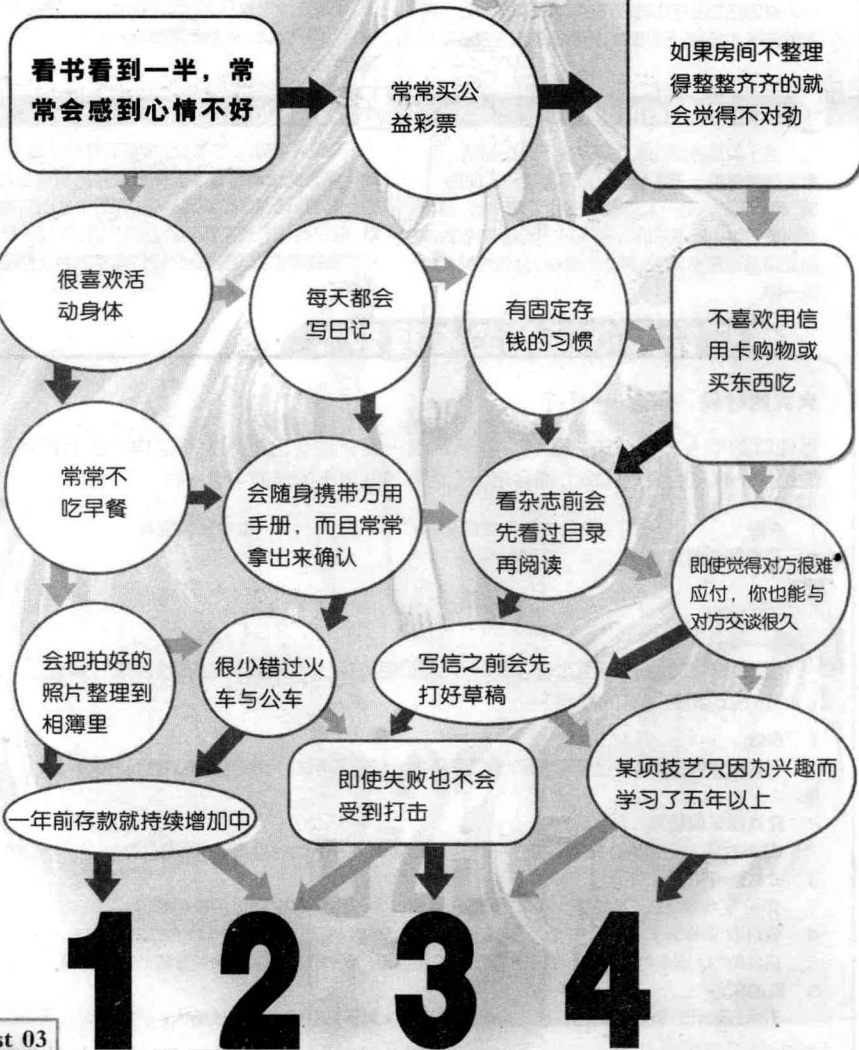 看书看到一半，常
常会感到心情不好
常常买公
益彩票
如果房间不整理
得整整齐齐的就
会觉得不对劲
很喜欢活
动身体
每天都会
写日记
有固定存
钱的习惯
不喜欢用信
用卡购物或
买东西吃
常常不
吃早餐
会随身携带万用
手册，而且常常
拿出来确认
看杂志前会
先看过目录
再阅读
即使觉得对方很难
应付，你也能与
对方交谈很久
会把拍好的
照片整理到
相簿里
很少错过火
车与公车
写信之前会先
打好草稿
某项技艺只因为兴趣而
学习了五年以上
即使失败也不会
受到打击
一年前存款就持续增加中
1 2 3 4
st 03